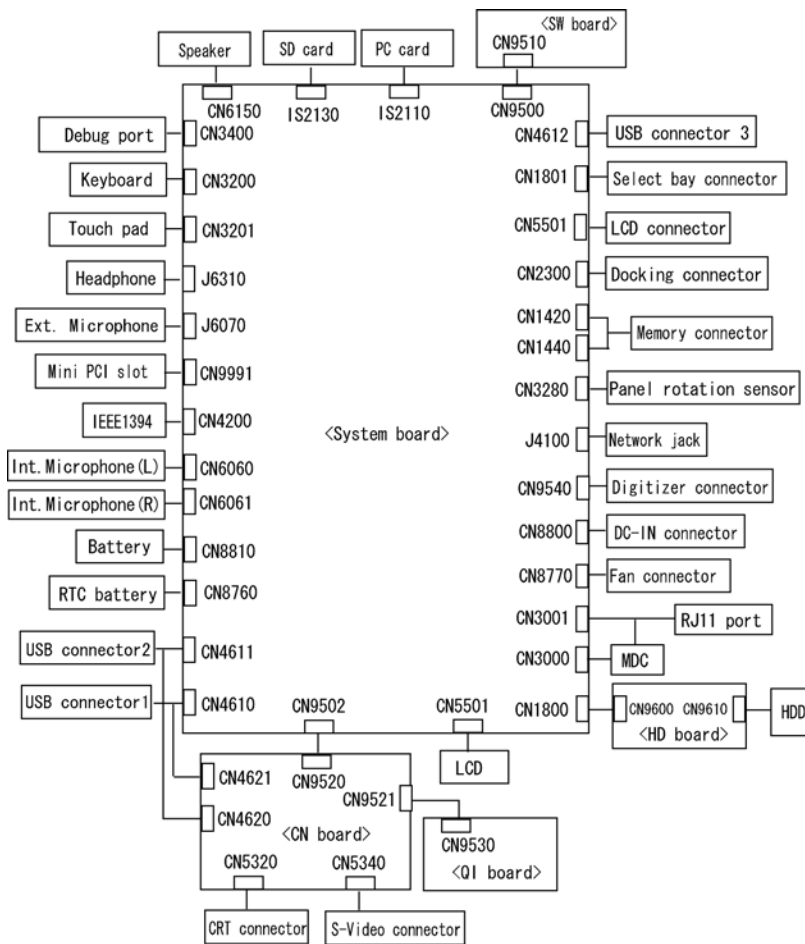 <SW board>
CN9510
Speaker
SD card
PC card
CN6150
IS2130
IS2110
CN9500
Debug port
CN3400
CN4612
USB connector 3
Keyboard
CN3200
CN1801
Select bay connector
Touch pad
CN3201
CN5501
LCD connector
Headphone
J6310
CN2300
Docking connector
Ext. Microphone
J6070
CN1420
Memory connector
CN1440
Mini PCI slot
CN9991
CN3280
Panel rotation sensor
IEEE1394
CN4200
<System board>
J4100
Network jack
Int.Microphone(L)
CN6060
CN9540
Digitizer connector
Int.Microphone(R)
CN6061
CN8800
DC-IN connector
Battery
CN8810
CN8770
Fan connector
RTC battery
CN8760
CN3001
RJ11 port
USB connector2
CN4611
CN3000
MDC
USB connector1
CN4610
CN9502
CN5501
CN1800
CN9600
CN9610
HDD
<HD board>
CN9520
LCD
CN4621
CN9521
CN4620
<CN board>
CN9530
<QI board>
CN5320
CN5340
CRT connector
S-Video connector